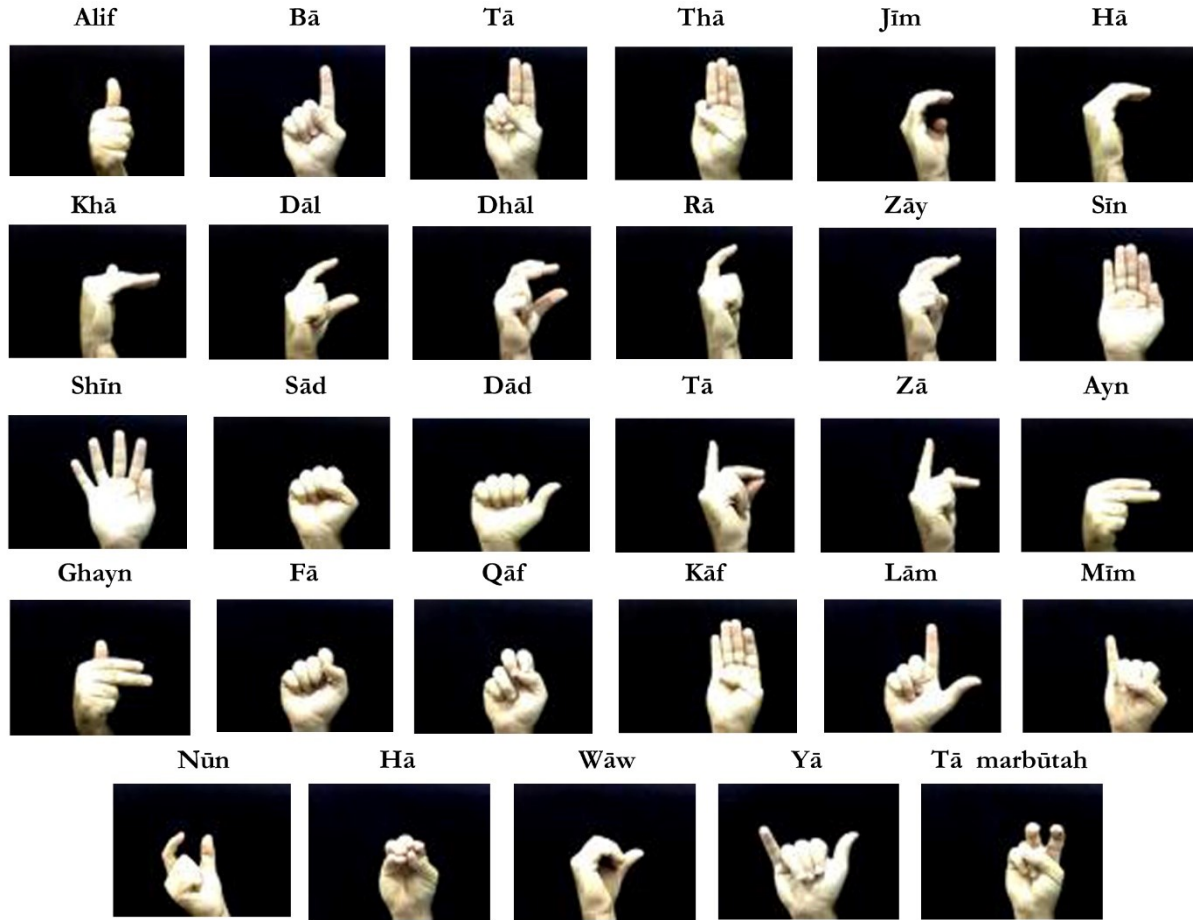 Alif Bā Tā Thā Jīm Hā
Khā Dāl Dhāl Rā Zāy Sīn
Shīn Sād Dād Tā Zā Ayn
Ghayn Fā Qāf Kāf Lām Mīm
Nūn Hā Wāw Yā Tā marbūtah